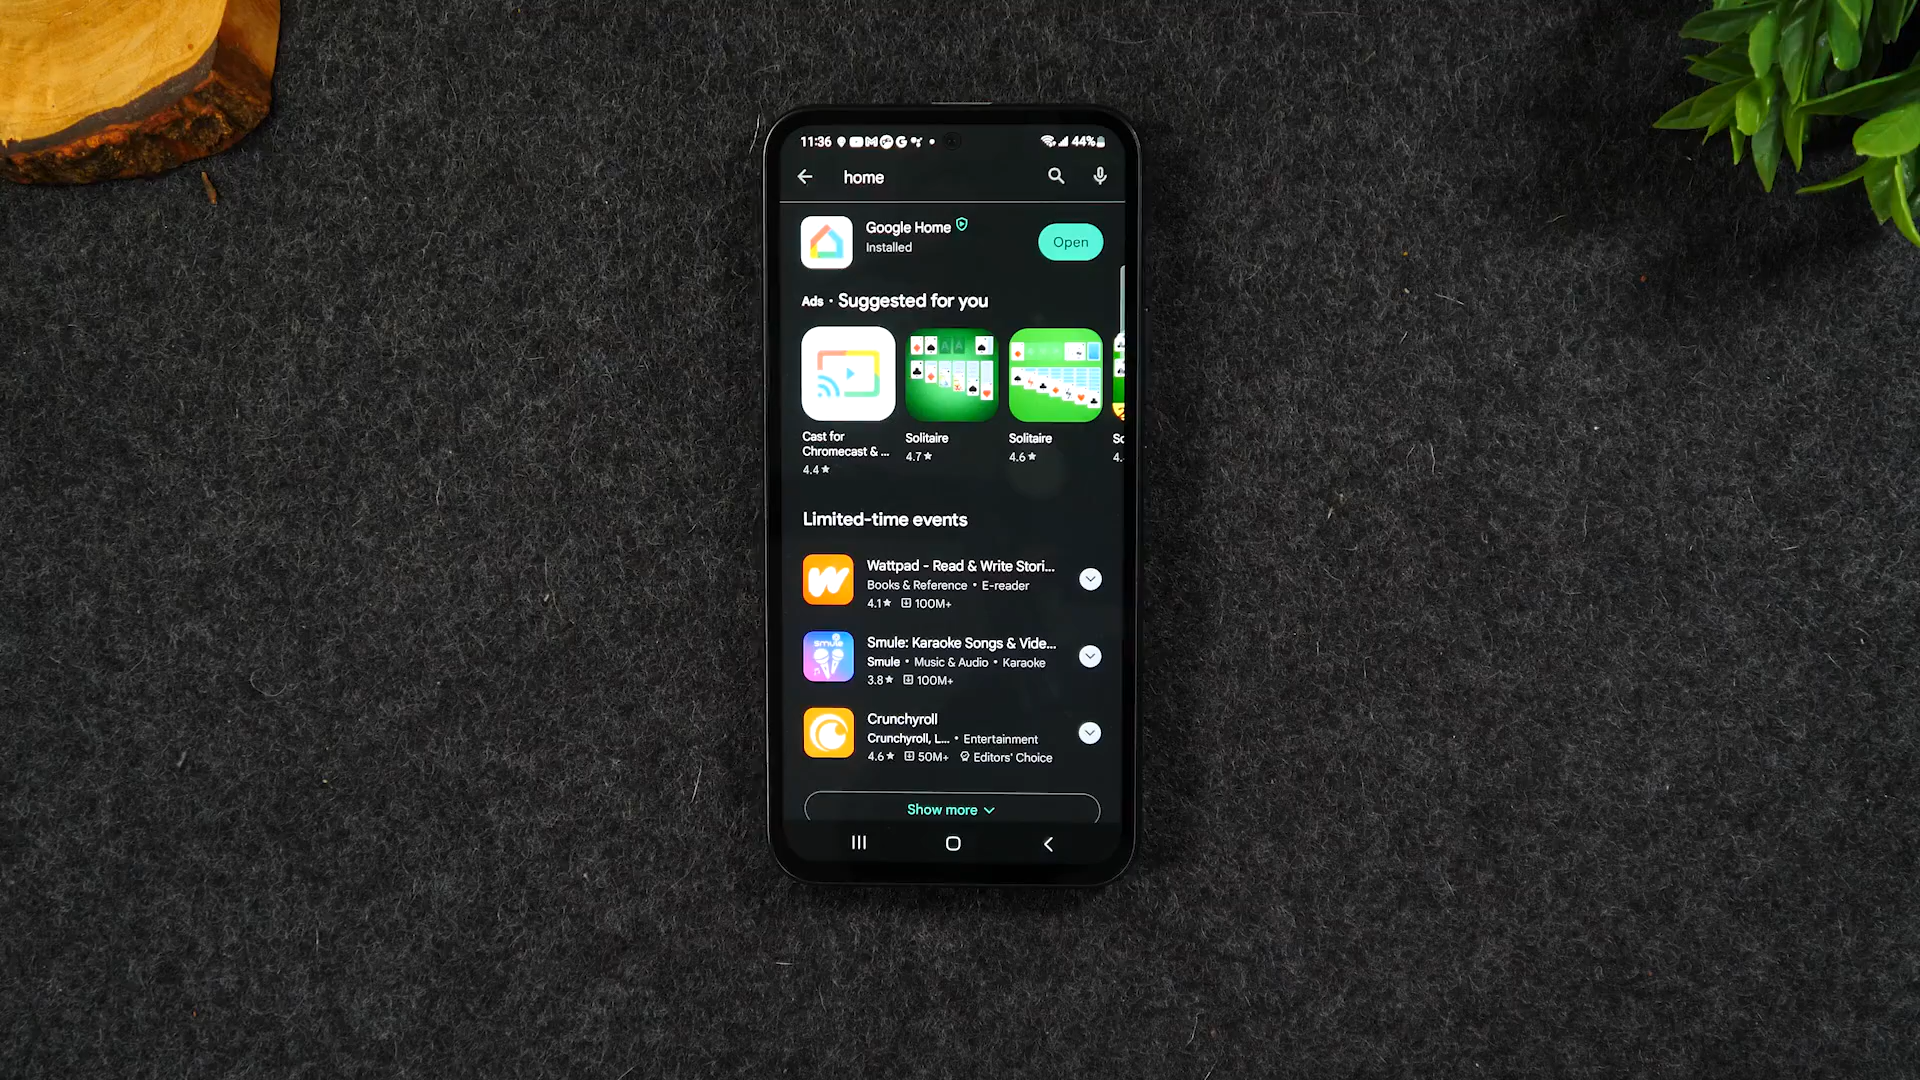 11:36
44%
home
Google Home
Installed
Open
Ads • Suggested for you
Cast for
Chromecast & ...
4.4★
Solitaire
4.7★
Solitaire
4.6★
4.
Limited-time events
Wattpad - Read & Write Stori...
Books & Reference • E-reader
4.1★ 100M+
Smule: Karaoke Songs & Vide...
Smule • Music & Audio • Karaoke
3.8★ 100M+
Crunchyroll
Crunchyroll, L... • Entertainment
4.6★ 50M+ Editors' Choice
Show more